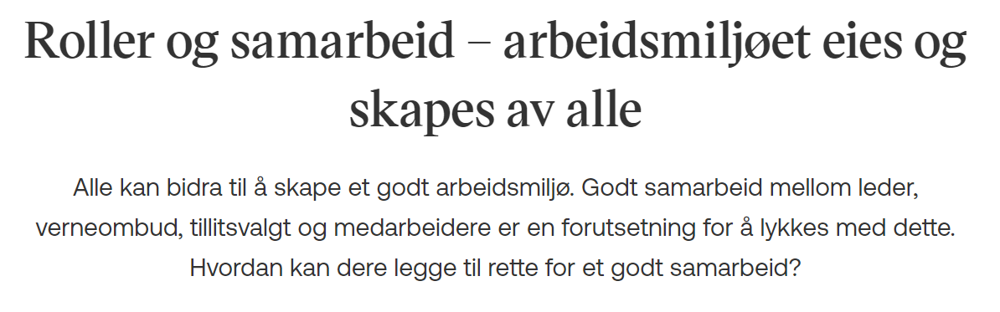 Roller og samarbeid – arbeidsmiljøet eies og
skapes av alle
Alle kan bidra til å skape et godt arbeidsmiljø. Godt samarbeid mellom leder,
verneombud, tillitsvalgt og medarbeidere er en forutsetning for å lykkes med dette.
Hvordan kan dere legge til rette for et godt samarbeid?